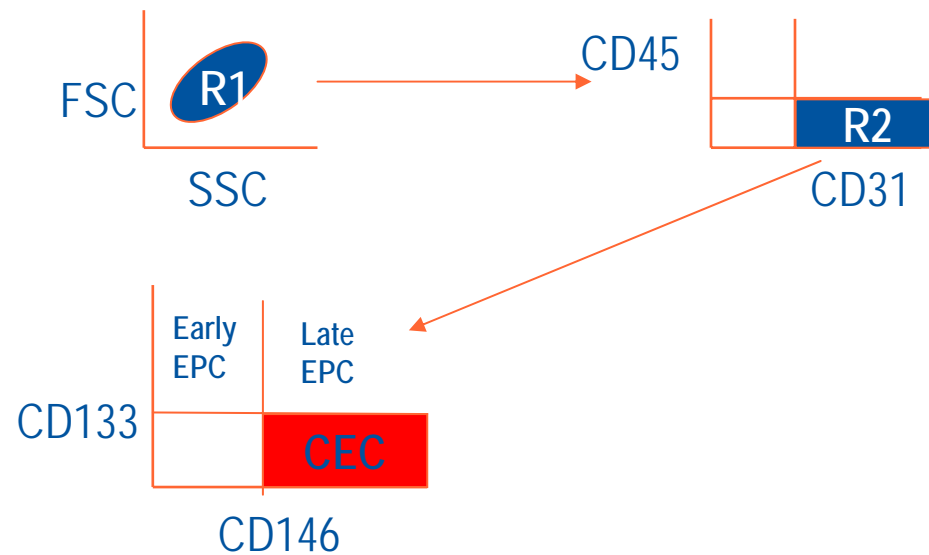 FSC
R1
SSC
CD45
R2
CD31
Early
EPC
Late
EPC
CD133
CEC
CD146